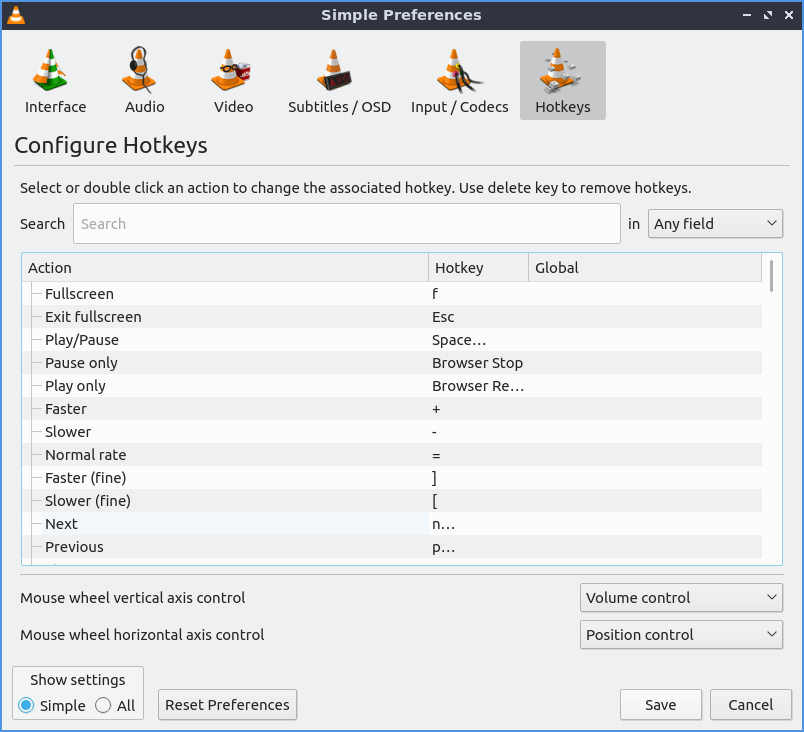 Simple Preferences
Interface Audio Video Subtitles / OSD Input / Codecs Hotkeys
Configure Hotkeys
Select or double click an action to change the associated hotkey. Use delete key to remove hotkeys.
Search Search in Any field
Action Hotkey Global
Fullscreen f
Exit fullscreen Esc
Play/Pause Space…
Pause only Browser Stop
Play only Browser Re…
Faster +
Slower -
Normal rate =
Faster (fine) ]
Slower (fine) [
Next n…
Previous p…
Mouse wheel vertical axis control Volume control
Mouse wheel horizontal axis control Position control
Show settings
Simple All Reset Preferences Save Cancel